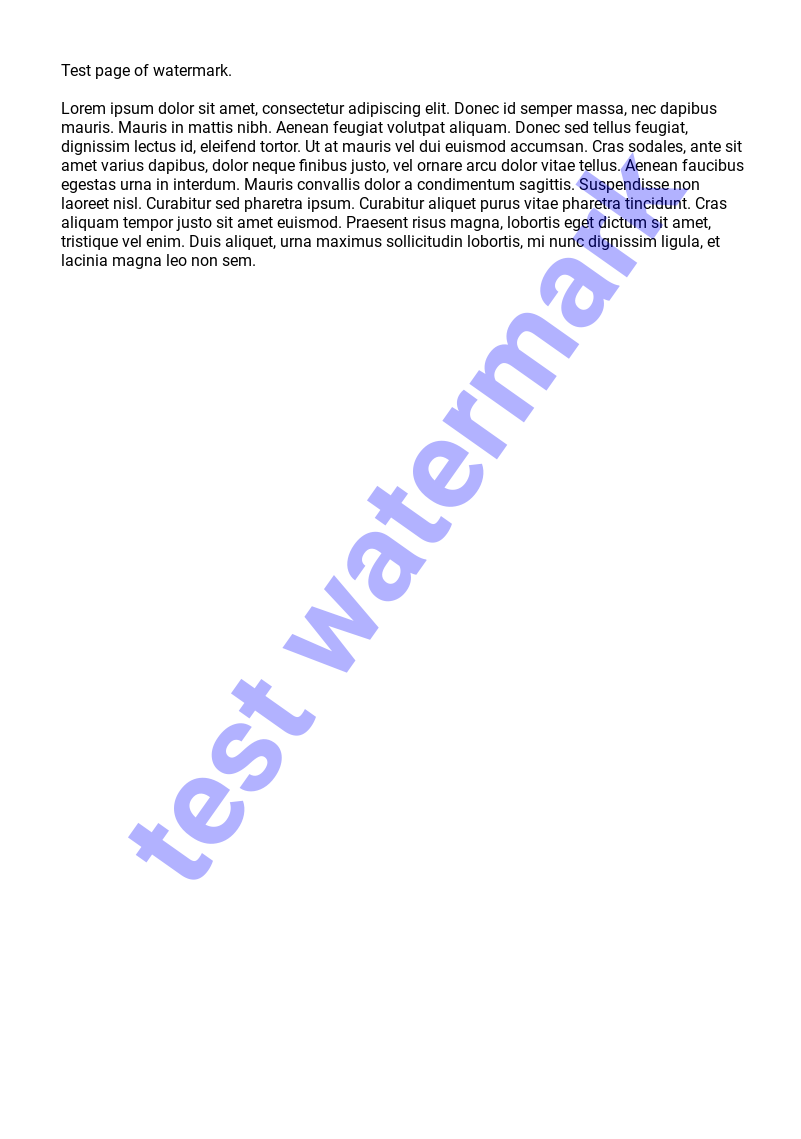 Test page of watermark.
Lorem ipsum dolor sit amet, consectetur adipiscing elit. Donec id semper massa, nec dapibus
mauris. Mauris in mattis nibh. Aenean feugiat volutpat aliquam. Donec sed tellus feugiat,
dignissim lectus id, eleifend tortor. Ut at mauris vel dui euismod accumsan. Cras sodales, ante sit
amet varius dapibus, dolor neque finibus justo, vel ornare arcu dolor vitae tellus. Aenean faucibus
egestas urna in interdum. Mauris convallis dolor a condimentum sagittis. Suspendisse non
laoreet nisl. Curabitur sed pharetra ipsum. Curabitur aliquet purus vitae pharetra tincidunt. Cras
aliquam tempor justo sit amet euismod. Praesent risus magna, lobortis eget dictum sit amet,
tristique vel enim. Duis aliquet, urna maximus sollicitudin lobortis, mi nunc dignissim ligula, et
lacinia magna leo non sem.
test watermark